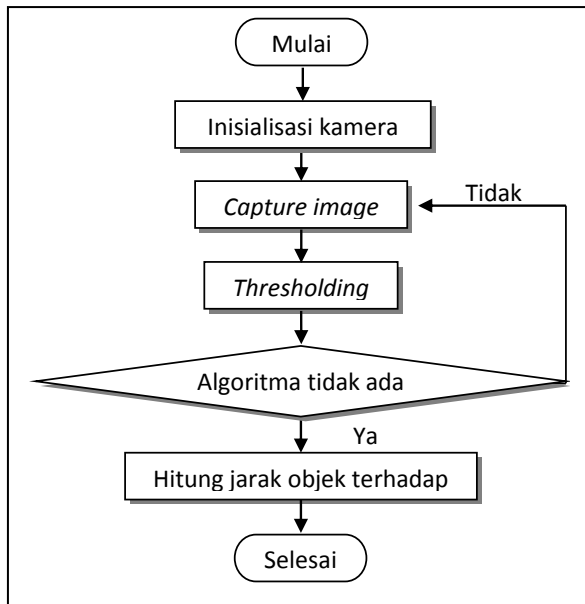 Mulai
Inisialisasi kamera
Capture image
Tidak
Thresholding
Algoritma tidak ada
Ya
Hitung jarak objek terhadap
Selesai